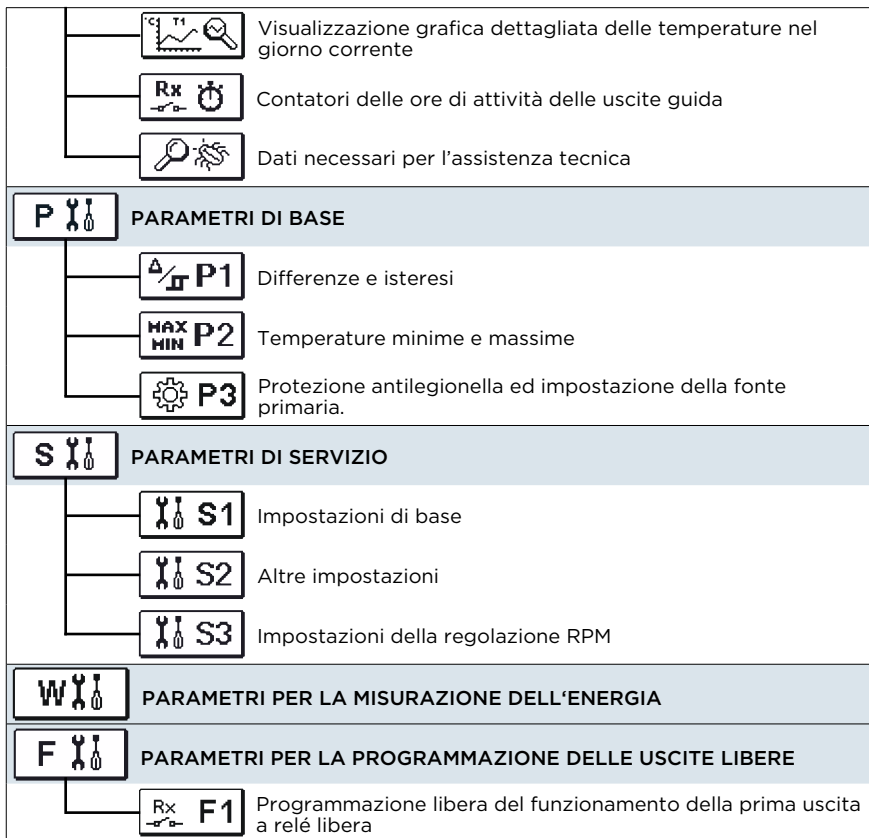 °C T1
Visualizzazione grafica dettagliata delle temperature nel
giorno corrente
Rx
Contatori delle ore di attività delle uscite guida
Dati necessari per l'assistenza tecnica
P PARAMETRI DI BASE
Δ P1 Differenze e isteresi
MAX
MIN P2 Temperature minime e massime
P3 Protezione antilegionella ed impostazione della fonte
primaria.
S PARAMETRI DI SERVIZIO
S1 Impostazioni di base
S2 Altre impostazioni
S3 Impostazioni della regolazione RPM
W PARAMETRI PER LA MISURAZIONE DELL‘ENERGIA
F PARAMETRI PER LA PROGRAMMAZIONE DELLE USCITE LIBERE
Rx F1 Programmazione libera del funzionamento della prima uscita
a relé libera